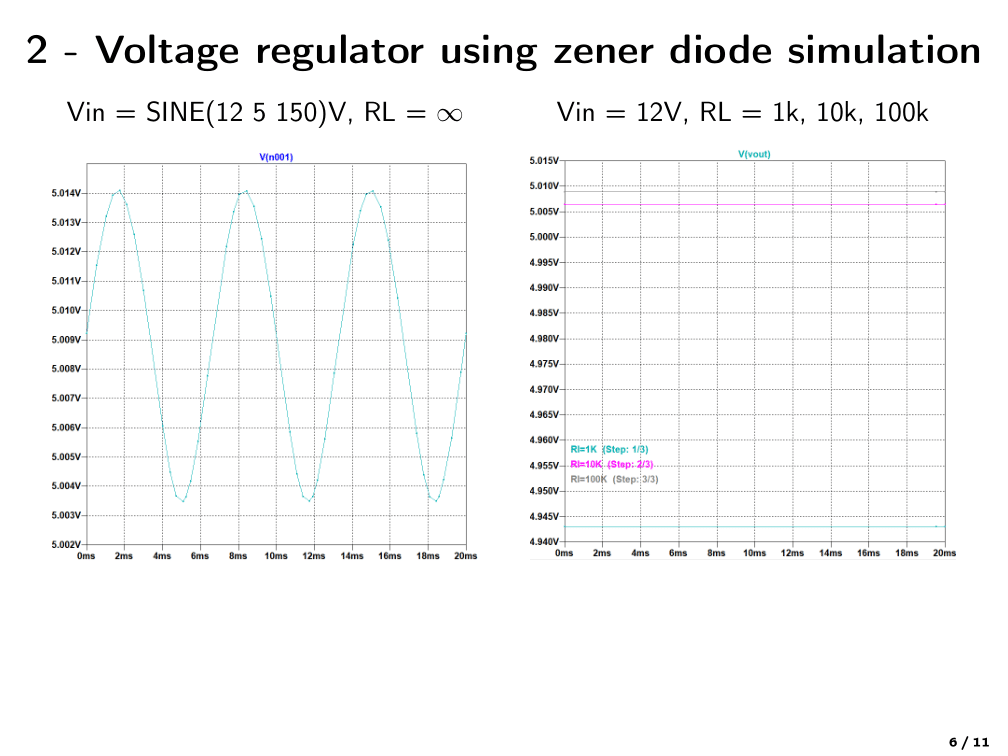 2 - Voltage regulator using zener diode simulation
Vin = SINE(12 5 150)V, RL = ∞
V(n001)
5.014V
5.013V
5.012V
5.011V
5.010V
5.009V
5.008V
5.007V
5.006V
5.005V
5.004V
5.003V
5.002V
0ms 2ms 4ms 6ms 8ms 10ms 12ms 14ms 16ms 18ms 20ms
Vin = 12V, RL = 1k, 10k, 100k
V(vout)
5.015V
5.010V
5.005V
5.000V
4.995V
4.990V
4.985V
4.980V
4.975V
4.970V
4.965V
4.960V
4.955V
4.950V
4.945V
4.940V
Rl=1K (Step: 1/3)
Rl=10K (Step: 2/3)
Rl=100K (Step: 3/3)
0ms 2ms 4ms 6ms 8ms 10ms 12ms 14ms 16ms 18ms 20ms
6 / 11